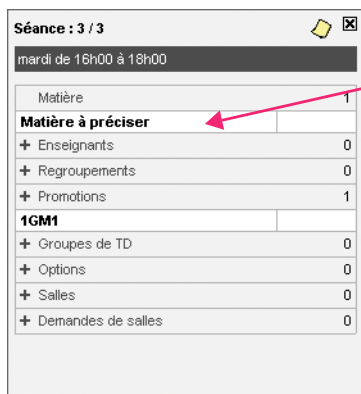 Séance : 3 / 3
mardi de 16h00 à 18h00
Matière 1
Matière à préciser
+ Enseignants 0
+ Regroupements 0
+ Promotions 1
1GM1
+ Groupes de TD 0
+ Options 0
+ Salles 0
+ Demandes de salles 0